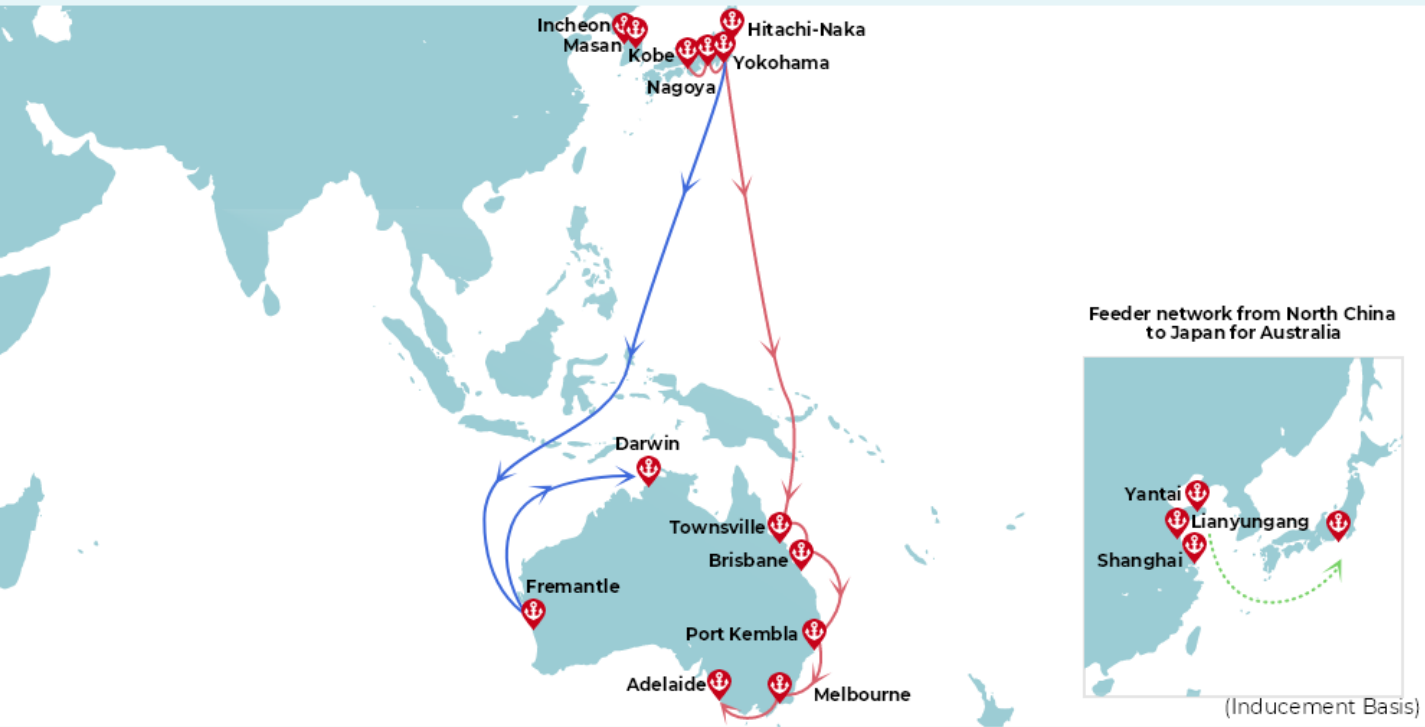 Incheon
Masan
Kobe
Nagoya
Hitachi-Naka
Yokohama
Darwin
Townsville
Brisbane
Fremantle
Port Kembla
Adelaide
Melbourne
Feeder network from North China
to Japan for Australia
Yantai
Lianyungang
Shanghai
(Inducement Basis)